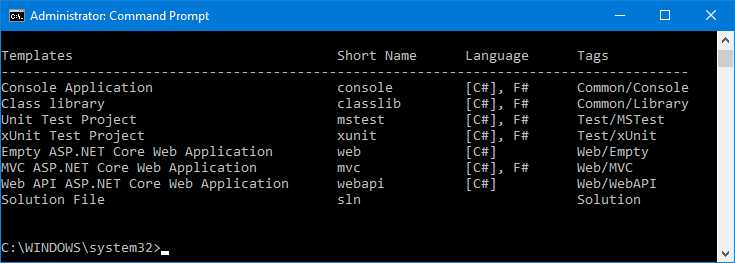 Administrator: Command Prompt
Templates Short Name Language Tags
----------------------------------------------------------------------------------------
Console Application console [C#], F# Common/Console
Class library classlib [C#], F# Common/Library
Unit Test Project mstest [C#], F# Test/MSTest
xUnit Test Project xunit [C#], F# Test/xUnit
Empty ASP.NET Core Web Application web [C#] Web/Empty
MVC ASP.NET Core Web Application mvc [C#], F# Web/MVC
Web API ASP.NET Core Web Application webapi [C#] Web/WebAPI
Solution File sln Solution
C:\WINDOWS\system32>